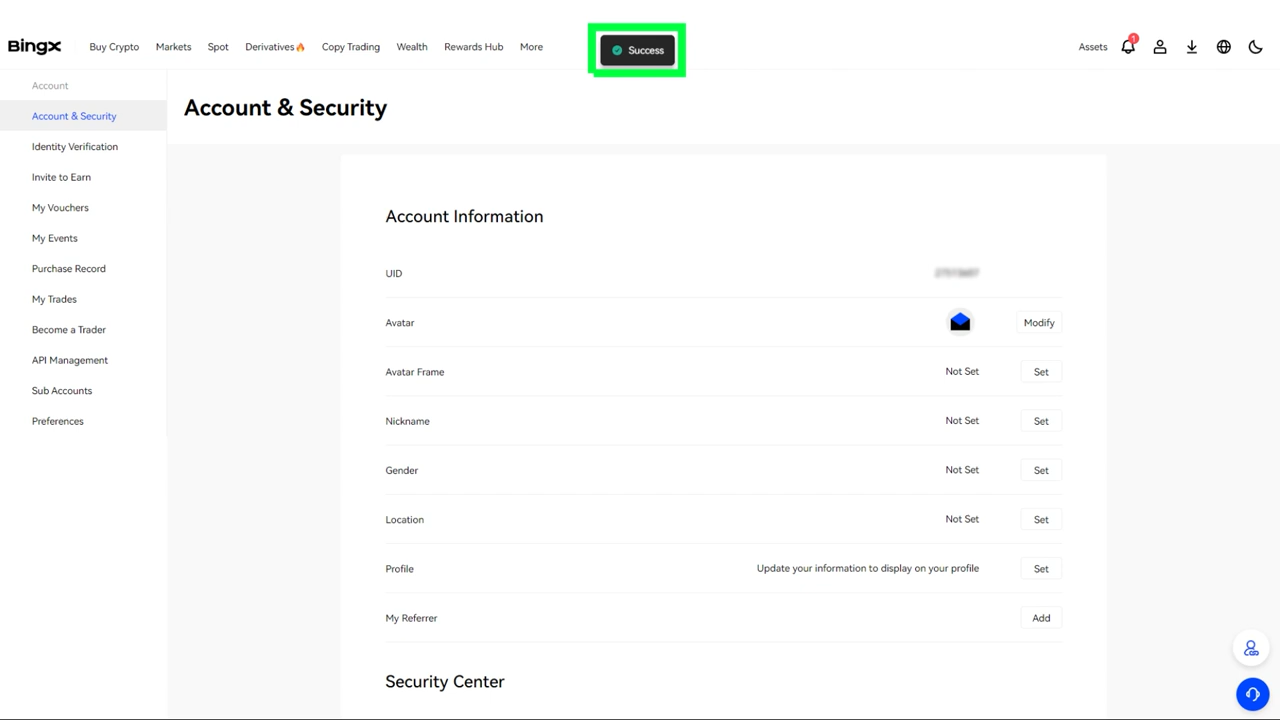 BingX
Buy Crypto
Markets
Spot
Derivatives
Copy Trading
Wealth
Rewards Hub
More
Success
Assets
1
Account
Account & Security
Identity Verification
Invite to Earn
My Vouchers
My Events
Purchase Record
My Trades
Become a Trader
API Management
Sub Accounts
Preferences
Account & Security
Account Information
UID
Avatar
Modify
Avatar Frame
Not Set
Set
Nickname
Not Set
Set
Gender
Not Set
Set
Location
Not Set
Set
Profile
Update your information to display on your profile
Set
My Referrer
Add
Security Center